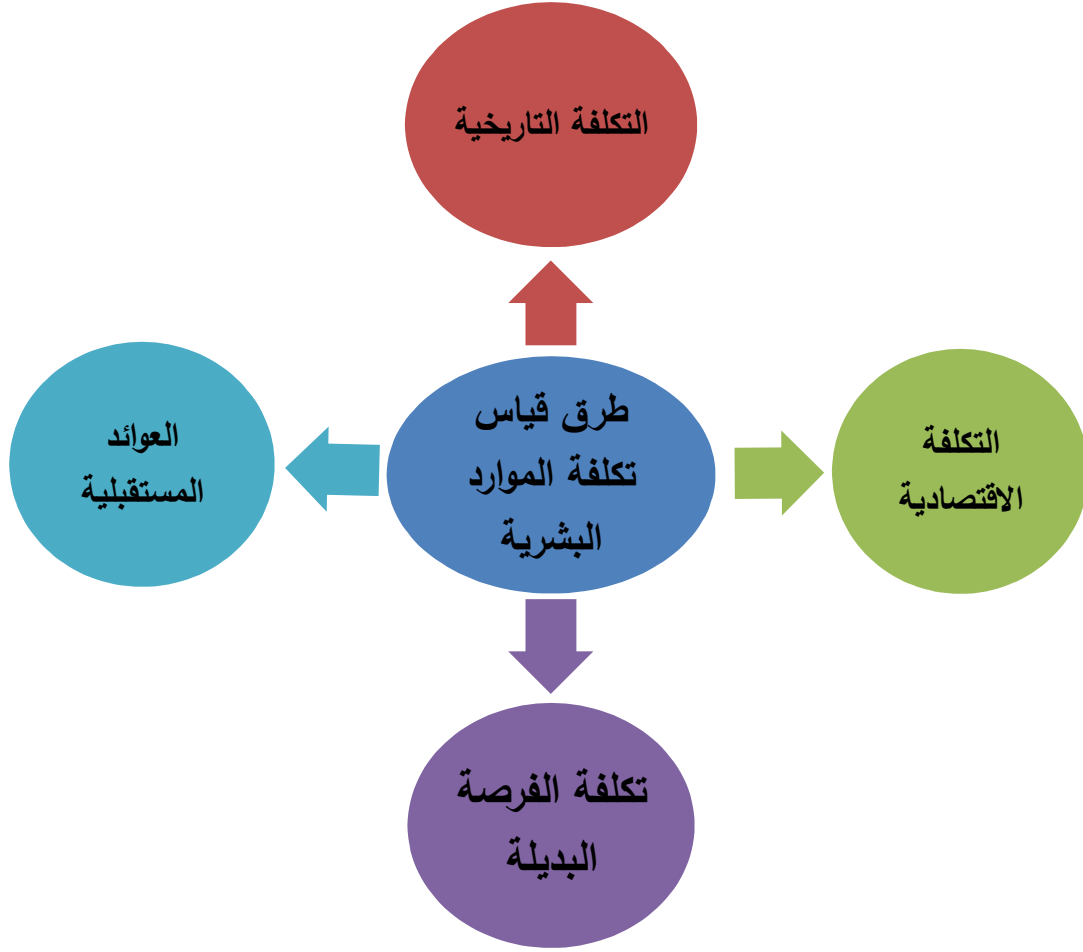 التكلفة التاريخية
طرق قياس
تكلفة الموارد
البشرية
التكلفة
الاقتصادية
العوائد
المستقبلية
تكلفة الفرصة
البديلة